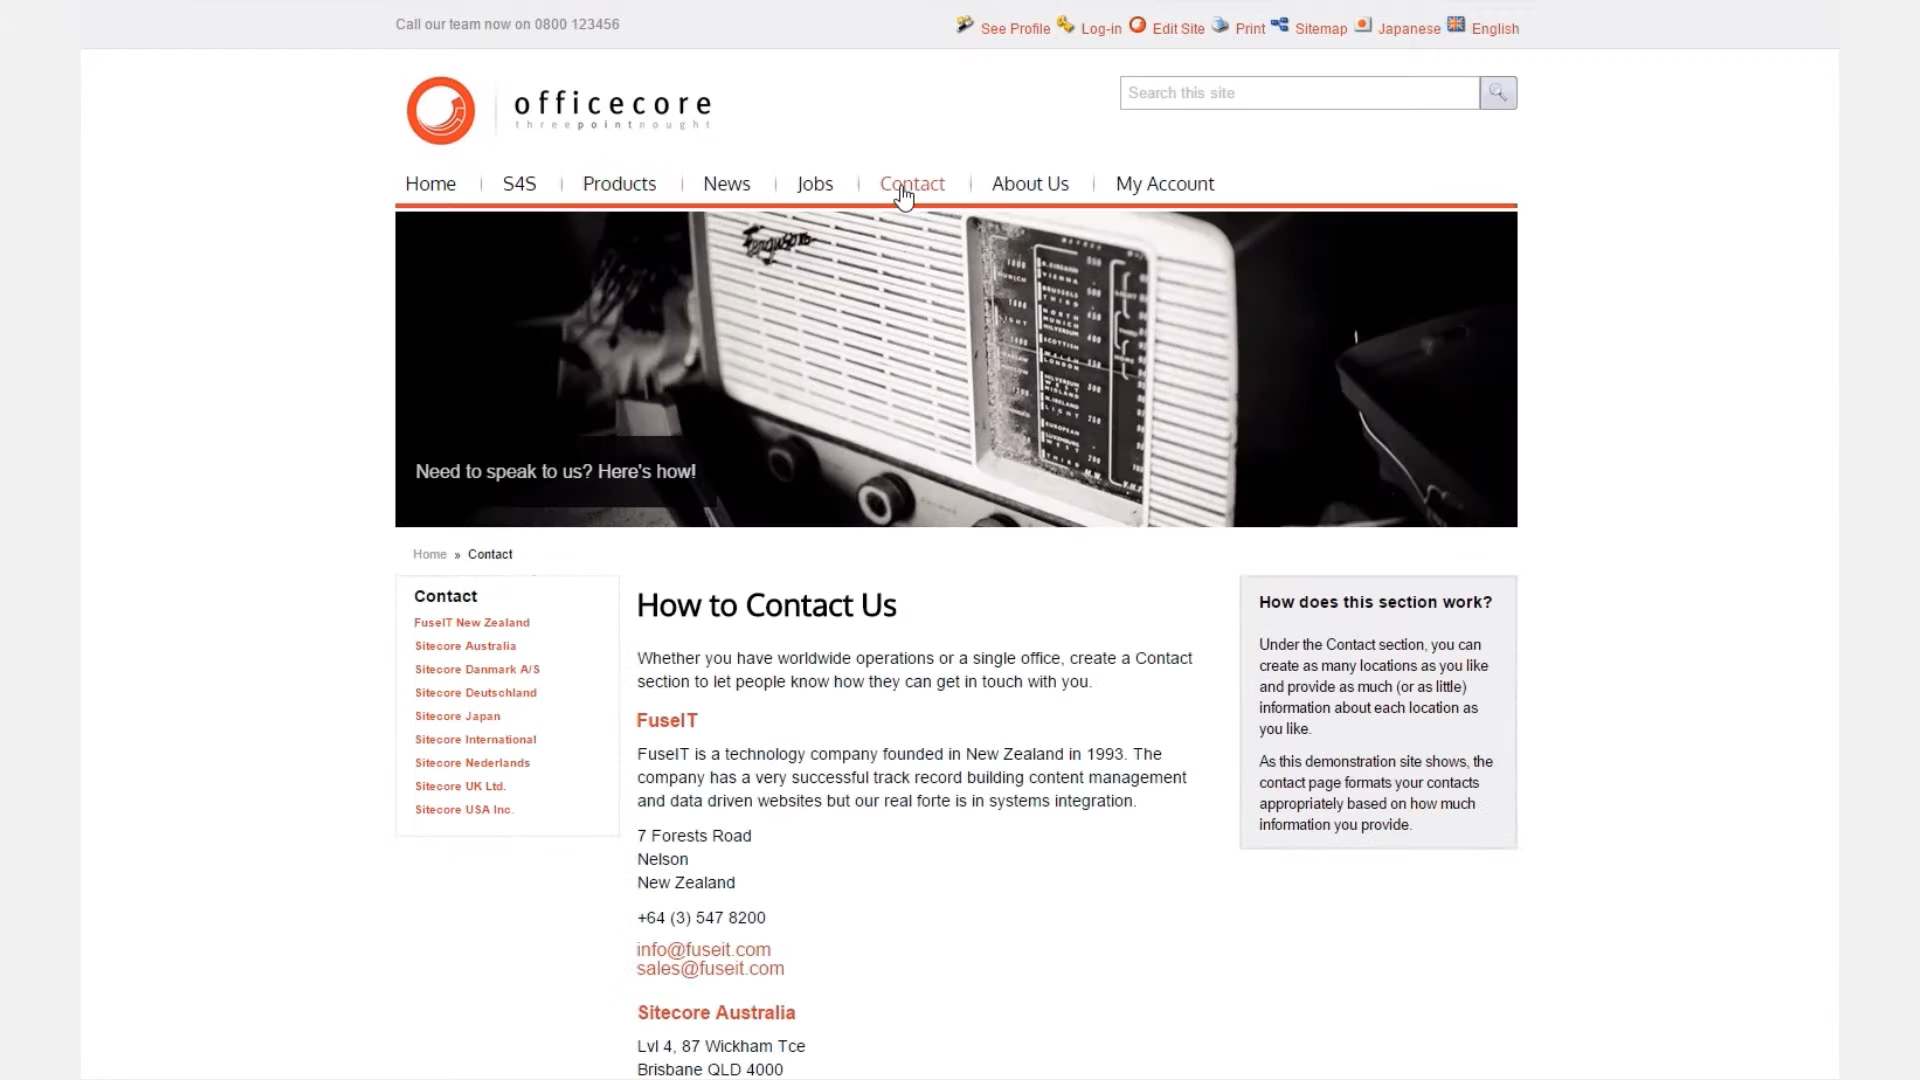 Call our team now on 0800 123456
See Profile Log-in Edit Site Print Sitemap Japanese English
officecore
threepointnought
Search this site
Home S4S Products News Jobs Contact About Us My Account
Ferguson
Need to speak to us? Here's how!
Home » Contact
Contact
FuseIT New Zealand
Sitecore Australia
Sitecore Danmark A/S
Sitecore Deutschland
Sitecore Japan
Sitecore International
Sitecore Nederlands
Sitecore UK Ltd.
Sitecore USA Inc.
How to Contact Us
Whether you have worldwide operations or a single office, create a Contact
section to let people know how they can get in touch with you.
FuseIT
FuseIT is a technology company founded in New Zealand in 1993. The
company has a very successful track record building content management
and data driven websites but our real forte is in systems integration.
7 Forests Road
Nelson
New Zealand
+64 (3) 547 8200
info@fuseit.com
sales@fuseit.com
Sitecore Australia
Lvl 4, 87 Wickham Tce
Brisbane QLD 4000
How does this section work?
Under the Contact section, you can
create as many locations as you like
and provide as much (or as little)
information about each location as
you like.
As this demonstration site shows, the
contact page formats your contacts
appropriately based on how much
information you provide.